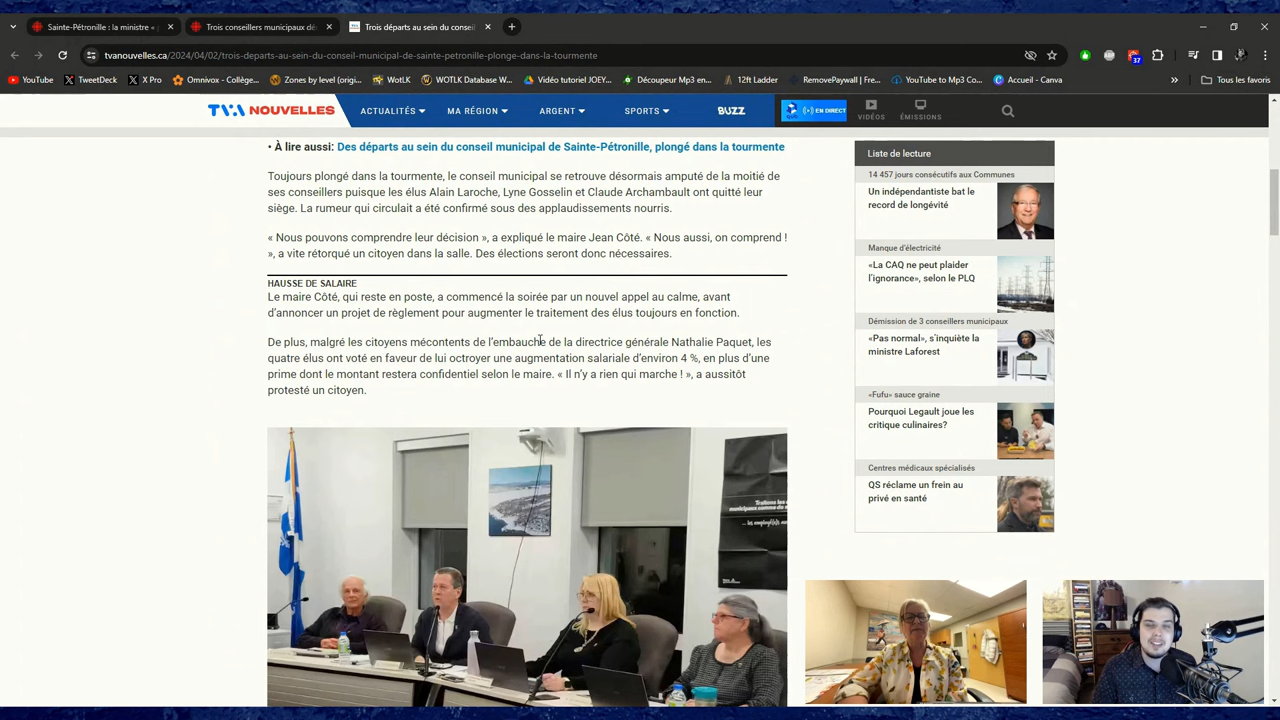 Sainte-Pétronille : la ministre «
Trois conseillers municipaux dé
Trois départs au sein du conseil
tvanouvelles.ca/2024/04/02/trois-departs-au-sein-du-conseil-municipal-de-sainte-petronille-plonge-dans-la-tourmente
37
YouTube
TweetDeck
X Pro
Omnivox - Collège...
Zones by level (origi...
WotLK
WOTLK Database W...
Vidéo tutoriel JOEY...
Découpeur Mp3 en...
12ft Ladder
RemovePaywall | Fre...
YouTube to Mp3 Co...
Accueil - Canva
Tous les favoris
TVA NOUVELLES
ACTUALITÉS
MA RÉGION
ARGENT
SPORTS
BUZZ
EN DIRECT
VIDÉOS
ÉMISSIONS
• À lire aussi: Des départs au sein du conseil municipal de Sainte-Pétronille, plongé dans la tourmente
Toujours plongé dans la tourmente, le conseil municipal se retrouve désormais amputé de la moitié de
ses conseillers puisque les élus Alain Laroche, Lyne Gosselin et Claude Archambault ont quitté leur
siège. La rumeur qui circulait a été confirmé sous des applaudissements nourris.
« Nous pouvons comprendre leur décision », a expliqué le maire Jean Côté. « Nous aussi, on comprend !
», a vite rétorqué un citoyen dans la salle. Des élections seront donc nécessaires.
HAUSSE DE SALAIRE
Le maire Côté, qui reste en poste, a commencé la soirée par un nouvel appel au calme, avant
d’annoncer un projet de règlement pour augmenter le traitement des élus toujours en fonction.
De plus, malgré les citoyens mécontents de l’embauche de la directrice générale Nathalie Paquet, les
quatre élus ont voté en faveur de lui octroyer une augmentation salariale d’environ 4 %, en plus d’une
prime dont le montant restera confidentiel selon le maire. « Il n’y a rien qui marche ! », a aussitôt
protesté un citoyen.
Liste de lecture
14 457 jours consécutifs aux Communes
Un indépendantiste bat le
record de longévité
Manque d’électricité
«La CAQ ne peut plaider
l’ignorance», selon le PLQ
Démission de 3 conseillers municipaux
«Pas normal», s’inquiète la
ministre Laforest
«Fufu» sauce graine
Pourquoi Legault joue les
critique culinaires?
Centres médicaux spécialisés
QS réclame un frein au
privé en santé